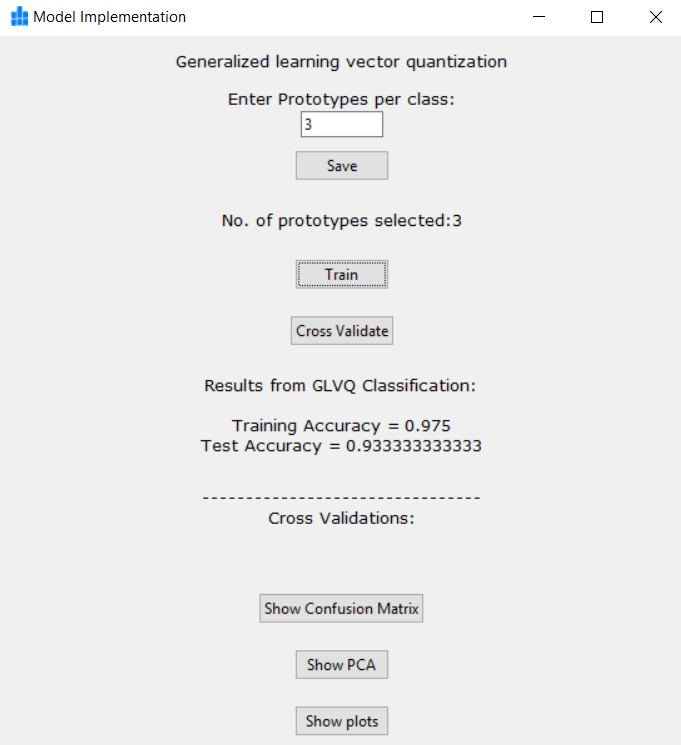 Model Implementation
Generalized learning vector quantization
Enter Prototypes per class:
3
Save
No. of prototypes selected:3
Train
Cross Validate
Results from GLVQ Classification:
Training Accuracy = 0.975
Test Accuracy = 0.933333333333
--------------------------------
Cross Validations:
Show Confusion Matrix
Show PCA
Show plots